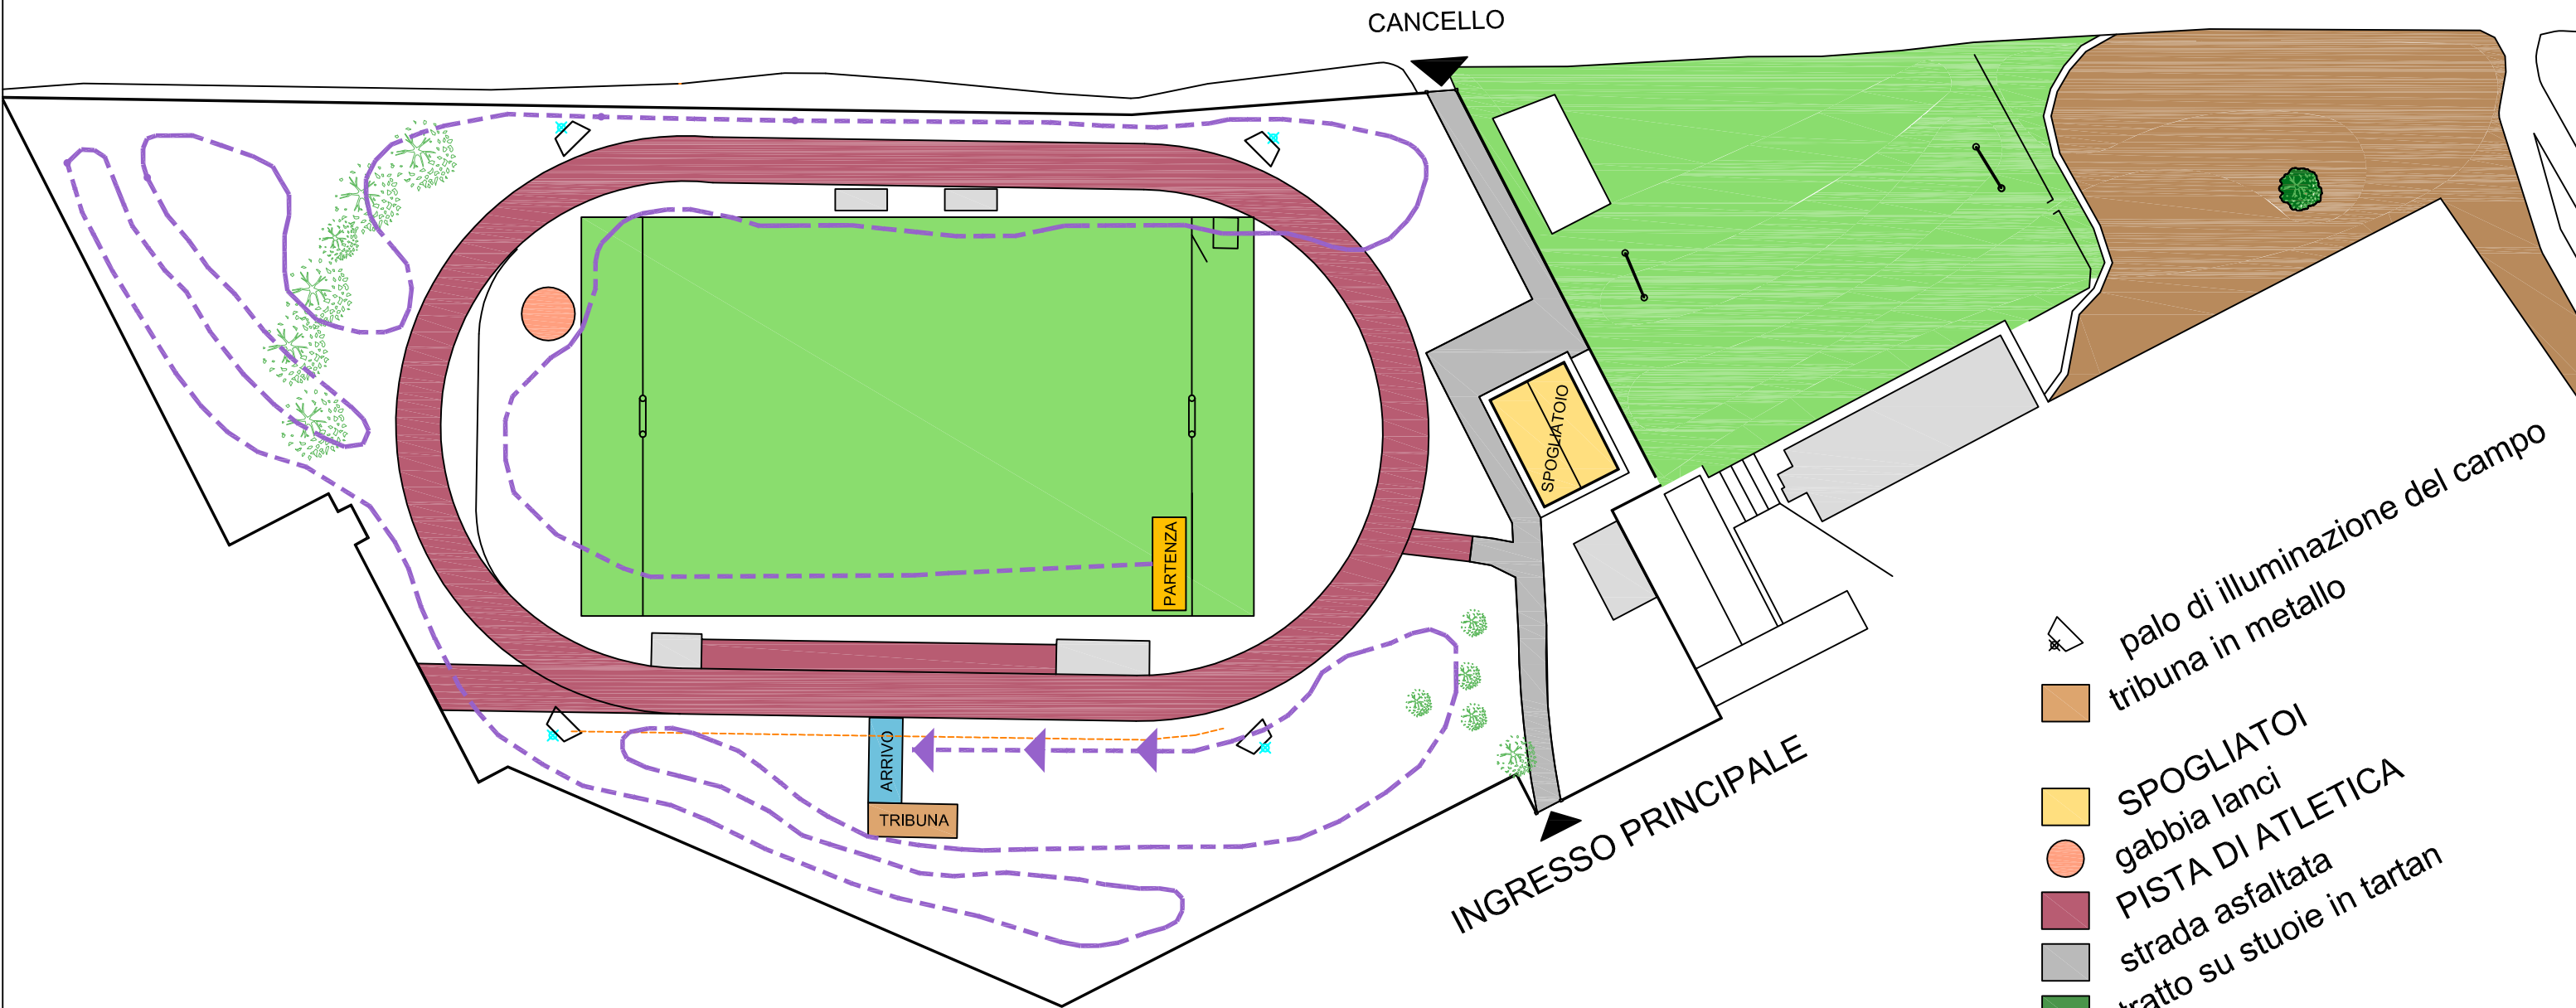 CANCELLO
SPOGLIATOIO
PARTENZA
ARRIVO
TRIBUNA
INGRESSO PRINCIPALE
palo di illuminazione del campo
tribuna in metallo
SPOGLIATOI
gabbia lanci
PISTA DI ATLETICA
strada asfaltata
tratto su stuoie in tartan